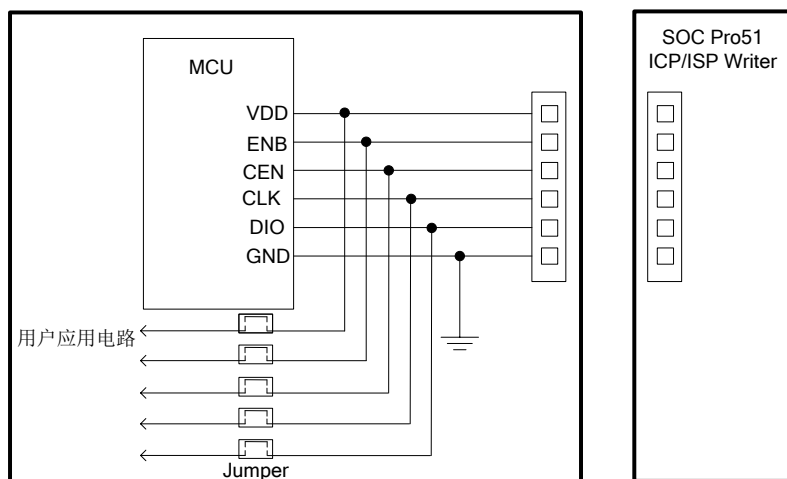 MCU
VDD
ENB
CEN
CLK
DIO
GND
用户应用电路
Jumper
SOC Pro51
ICP/ISP Writer